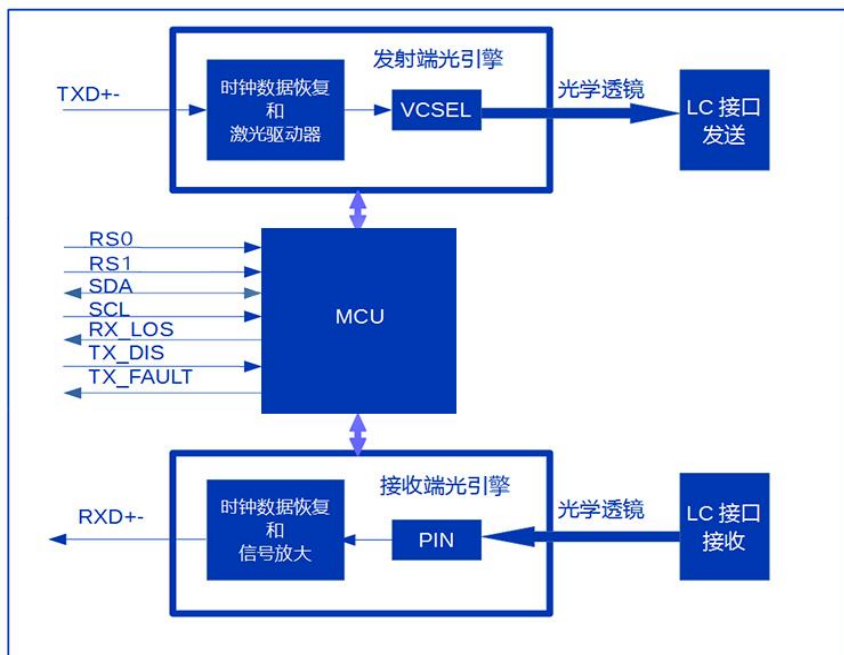 发射端光引擎
时钟数据恢复
和
激光驱动器
TXD+-
VCSEL
光学透镜
LC 接口
发送
RS0
RS1
SDA
SCL
RX_LOS
TX_DIS
TX_FAULT
MCU
接收端光引擎
时钟数据恢复
和
信号放大
RXD+-
PIN
光学透镜
LC 接口
接收